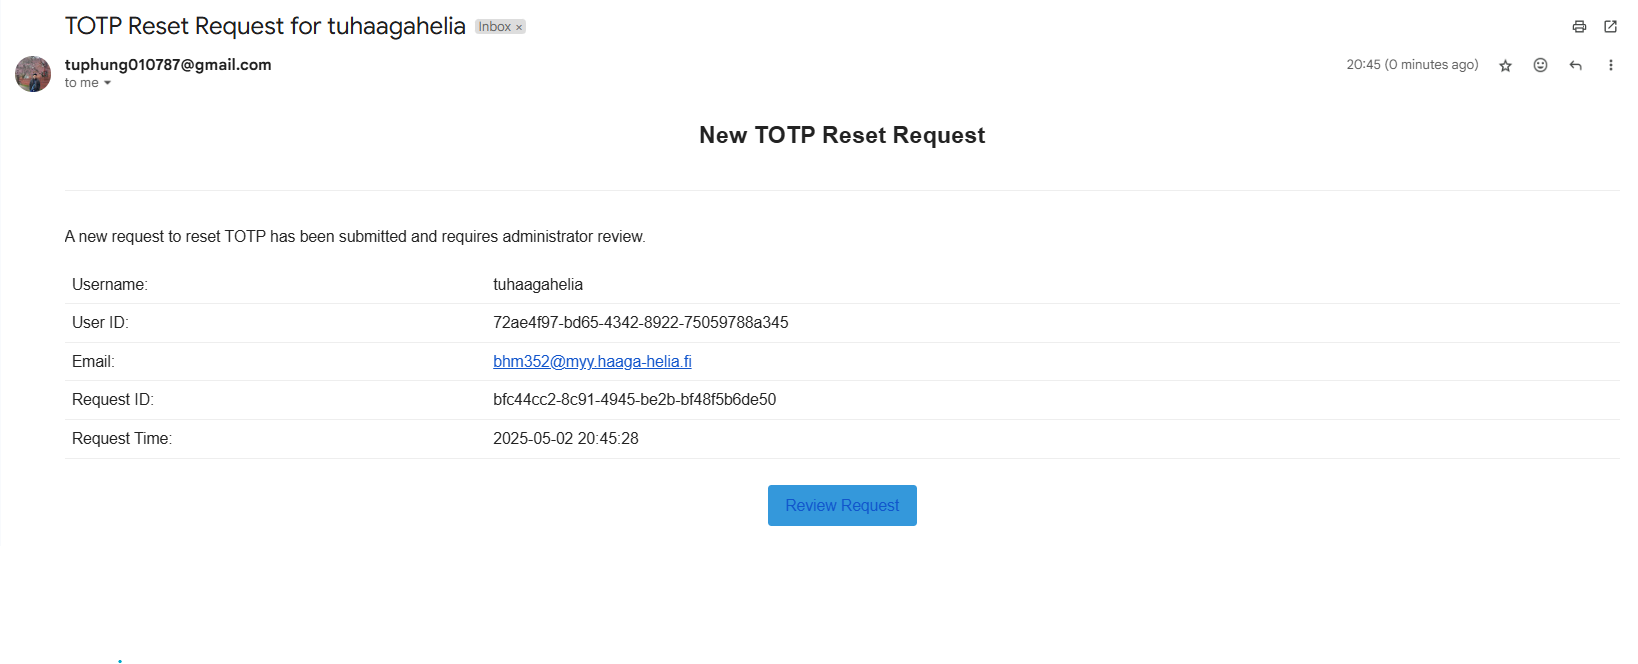 TOTP Reset Request for tuhaagahelia Inbox ×
tuphung010787@gmail.com 20:45 (0 minutes ago)
to me
New TOTP Reset Request
A new request to reset TOTP has been submitted and requires administrator review.
Username: tuhaagahelia
User ID: 72ae4f97-bd65-4342-8922-75059788a345
Email: bhm352@myy.haaga-helia.fi
Request ID: bfc44cc2-8c91-4945-be2b-bf48f5b6de50
Request Time: 2025-05-02 20:45:28
Review Request